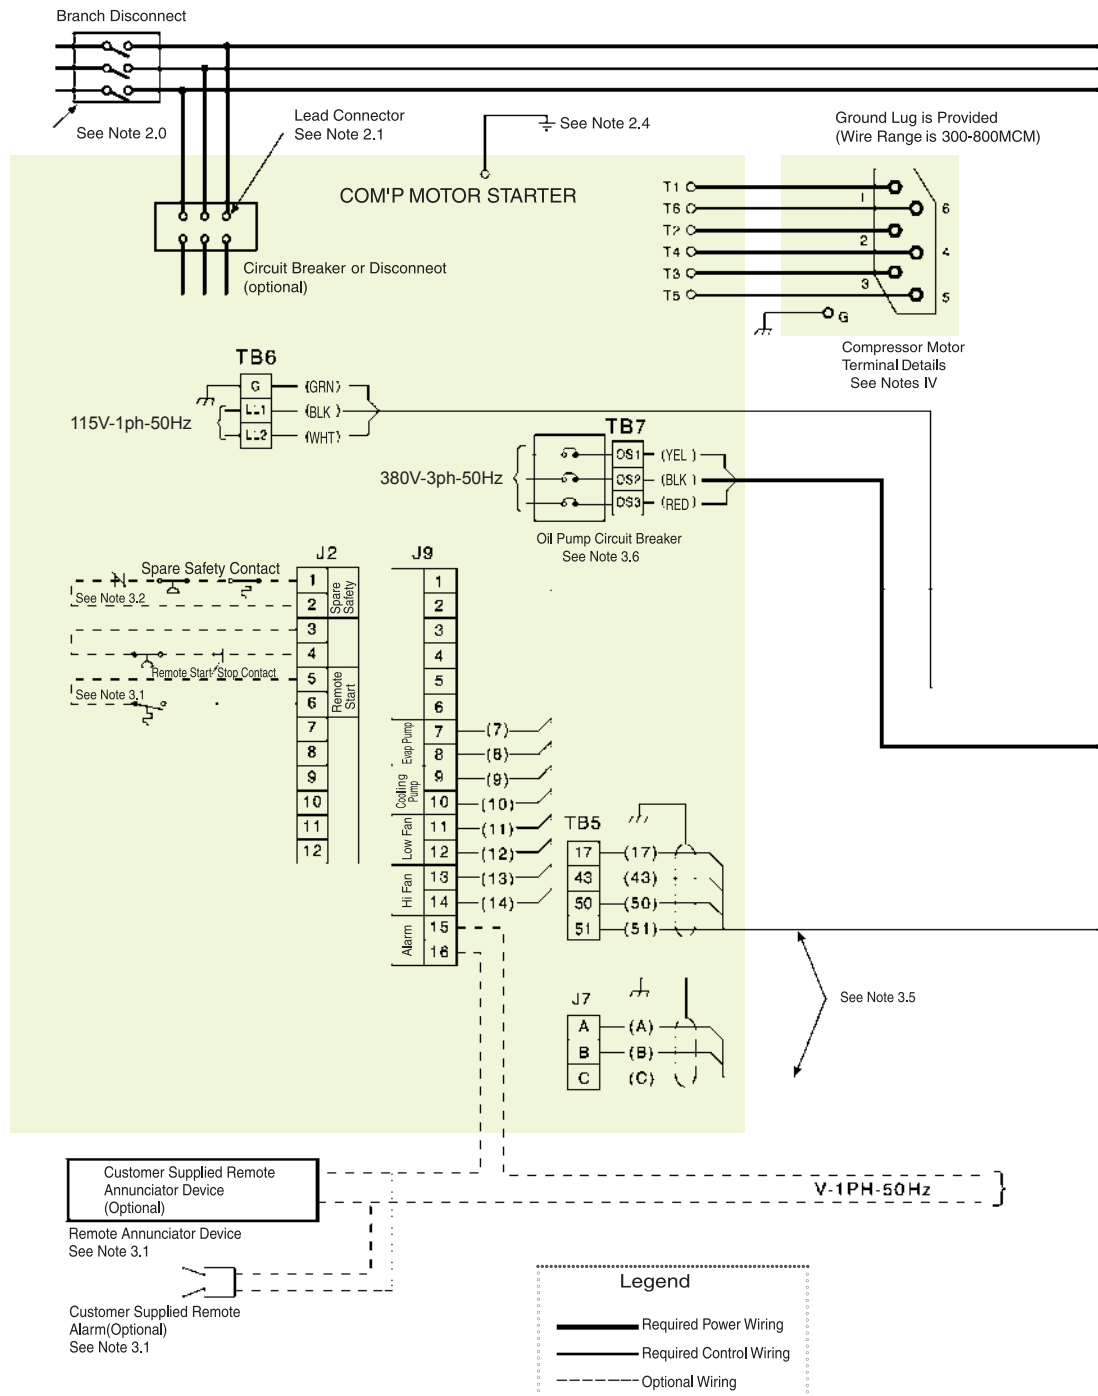 Branch Disconnect
See Note 2.0
Lead Connector
See Note 2.1
See Note 2.4
Ground Lug is Provided
(Wire Range is 300-800MCM)
COM'P MOTOR STARTER
Circuit Breaker or Disconneot
(optional)
T1
T6
T2
T4
T3
T5
1
6
2
4
3
5
G
Compressor Motor
Terminal Details
See Notes IV
TB6
G (GRN)
LL1 (BLK)
LL2 (WHT)
115V-1ph-50Hz
TB7
OS1 (YEL)
OS2 (BLK)
OS3 (RED)
380V-3ph-50Hz
Oil Pump Circuit Breaker
See Note 3.6
J2
1
2
3
4
5
6
7
8
9
10
11
12
Spare Safety
Remote Start
Spare Safety Contact
See Note 3.2
Remote Start/Stop Contact
See Note 3.1
J9
1
2
3
4
5
6
7 (7)
8 (8)
9 (9)
10 (10)
11 (11)
12 (12)
13 (13)
14 (14)
15
16
Evap Pump
Cooling Pump
Low Fan
Hi Fan
Alarm
TB5
17 (17)
43 (43)
50 (50)
51 (51)
See Note 3.5
J7
A (A)
B (B)
C (C)
Customer Supplied Remote
Annunciator Device
(Optional)
V-1PH-50Hz
Remote Annunciator Device
See Note 3.1
Customer Supplied Remote
Alarm(Optional)
See Note 3.1
Legend
Required Power Wiring
Required Control Wiring
Optional Wiring